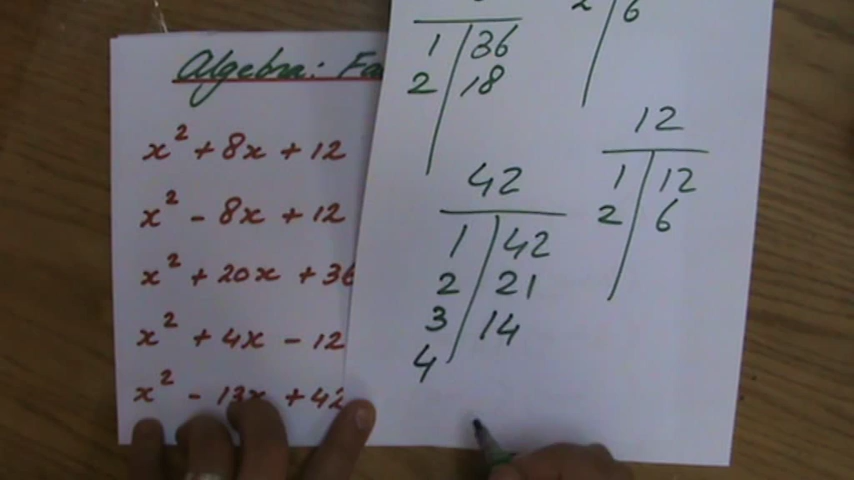 Algebra:
x² + 8x + 12
x² - 8x + 12
x² + 20x + 36
x² + 4x - 12
x² - 13x + 42
1 | 36
2 | 18
2 | 6
42
1 | 42
2 | 21
3 | 14
4
12
1 | 12
2 | 6